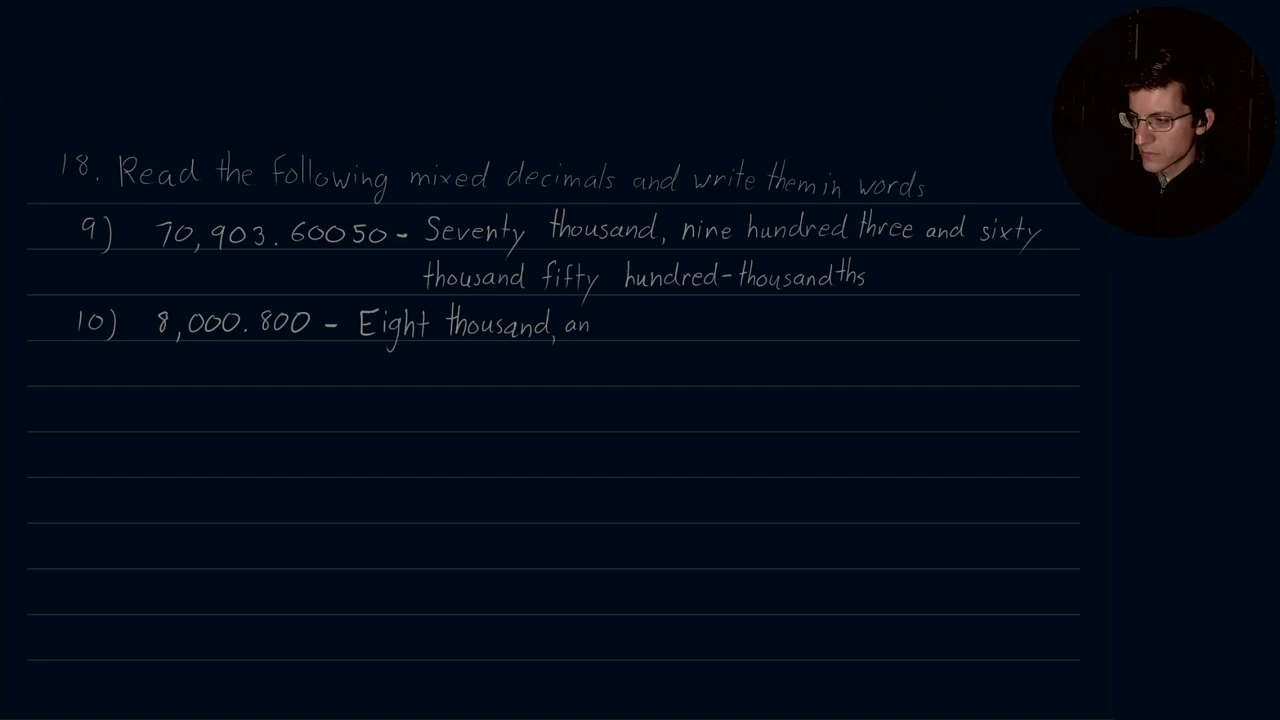 18. Read the following mixed decimals and write them in words
9) 70,903.60050 - Seventy thousand, nine hundred three and sixty
thousand fifty hundred-thousandths
10) 8,000.800 - Eight thousand, an